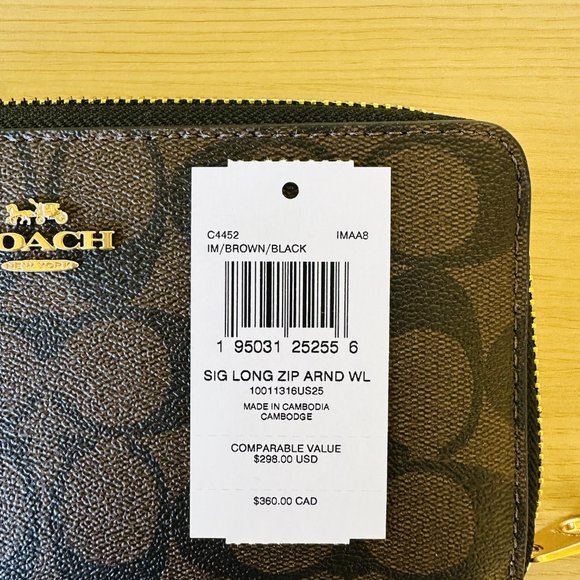 COACH
NEW YORK
C4452 IMAA8
IM/BROWN/BLACK
1 95031 25255 6
SIG LONG ZIP ARND WL
10011316US25
MADE IN CAMBODIA
CAMBODGE
COMPARABLE VALUE
$298.00 USD
$360.00 CAD